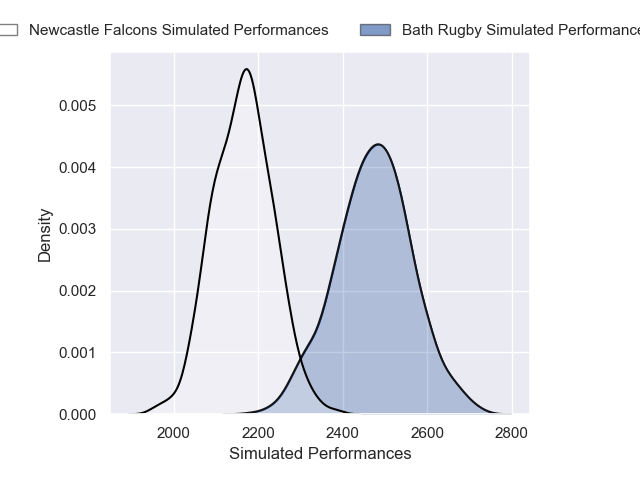 Newcastle Falcons Simulated Performances Bath Rugby Simulated Performance
0.005
0.004
0.003
0.002
0.001
0.000
Density
2000 2200 2400 2600 2800
Simulated Performances